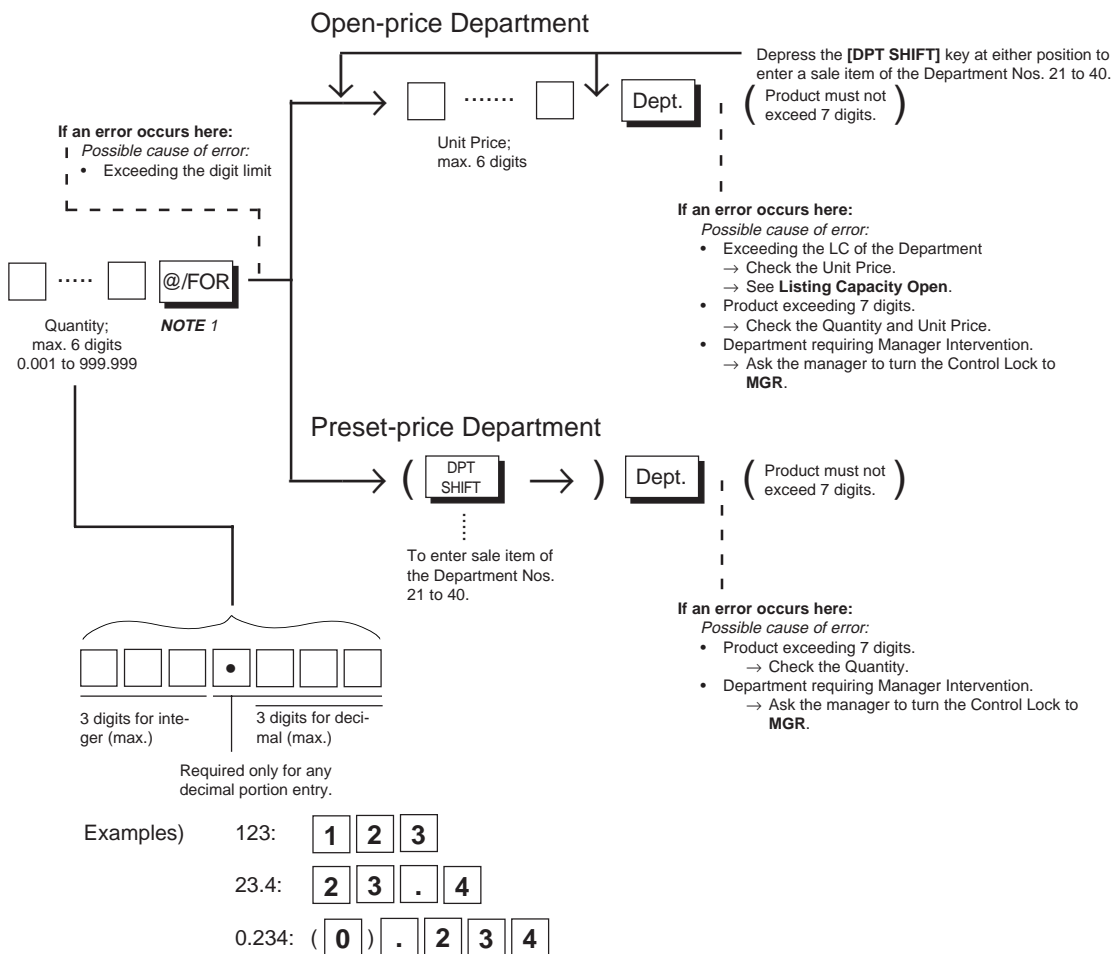 Open-price Department
Depress the [DPT SHIFT] key at either position to
enter a sale item of the Department Nos. 21 to 40.
.......
Dept.
( Product must not
exceed 7 digits. )
Unit Price;
max. 6 digits
If an error occurs here:
Possible cause of error:
• Exceeding the digit limit
If an error occurs here:
Possible cause of error:
• Exceeding the LC of the Department
→ Check the Unit Price.
→ See Listing Capacity Open.
• Product exceeding 7 digits.
→ Check the Quantity and Unit Price.
• Department requiring Manager Intervention.
→ Ask the manager to turn the Control Lock to
MGR.
.....
@/FOR
Quantity;
max. 6 digits
0.001 to 999.999
NOTE 1
Preset-price Department
( DPT
SHIFT → )
Dept.
( Product must not
exceed 7 digits. )
To enter sale item of
the Department Nos.
21 to 40.
If an error occurs here:
Possible cause of error:
• Product exceeding 7 digits.
→ Check the Quantity.
• Department requiring Manager Intervention.
→ Ask the manager to turn the Control Lock to
MGR.
•
3 digits for inte-
ger (max.)
3 digits for deci-
mal (max.)
Required only for any
decimal portion entry.
Examples) 123: 1 2 3
23.4: 2 3 . 4
0.234: ( 0 ) . 2 3 4